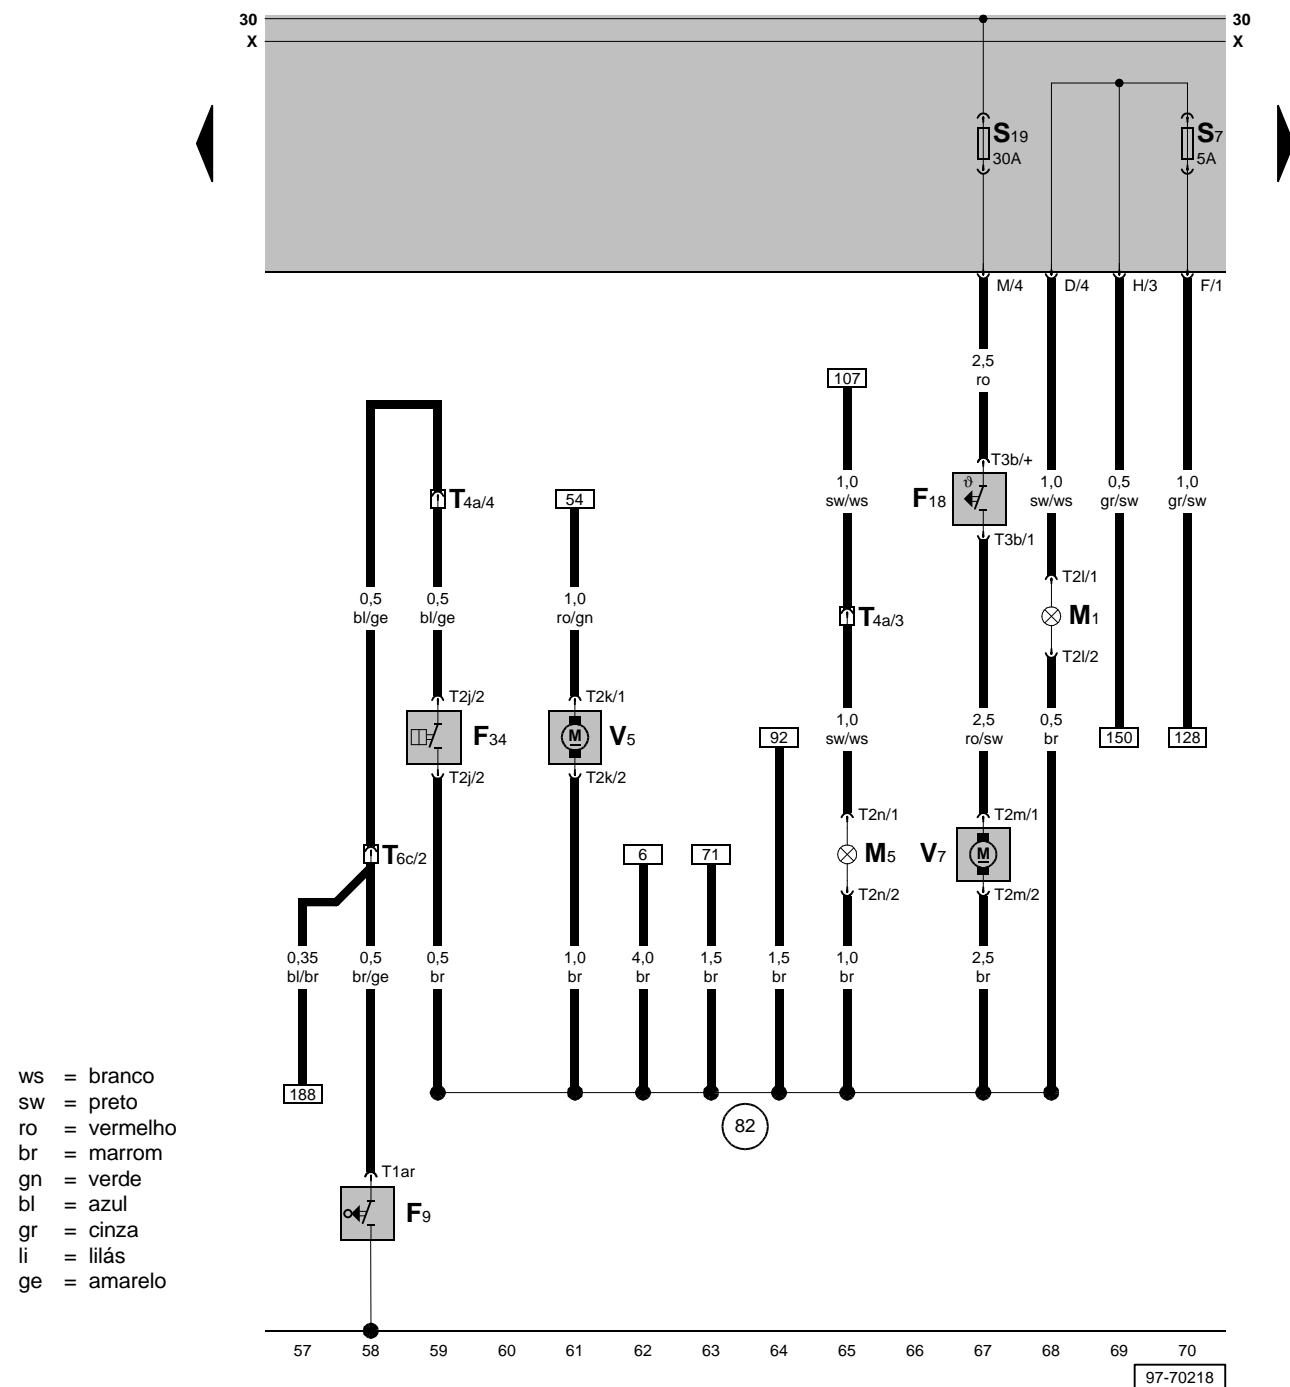 30 30
X X
S19
30A
S7
5A
M/4 D/4 H/3 F/1
2,5
ro
107
T3b/+
F18
T3b/1
T4a/4
54
1,0
sw/ws
1,0
sw/ws
0,5
gr/sw
1,0
gr/sw
T2l/1
M1
T2l/2
0,5
bl/ge
0,5
bl/ge
1,0
ro/gn
T4a/3
T2j/2
F34
T2j/2
T2k/1
M
V5
T2k/2
92
1,0
sw/ws
2,5
ro/sw
0,5
br
150
128
T6c/2
6
71
T2n/1
M5
T2n/2
T2m/1
V7
M
T2m/2
0,35
bl/br
0,5
br/ge
0,5
br
1,0
br
4,0
br
1,5
br
1,5
br
1,0
br
2,5
br
188
82
T1ar
F9
ws = branco
sw = preto
ro = vermelho
br = marrom
gn = verde
bl = azul
gr = cinza
li = lilás
ge = amarelo
57 58 59 60 61 62 63 64 65 66 67 68 69 70
97-70218